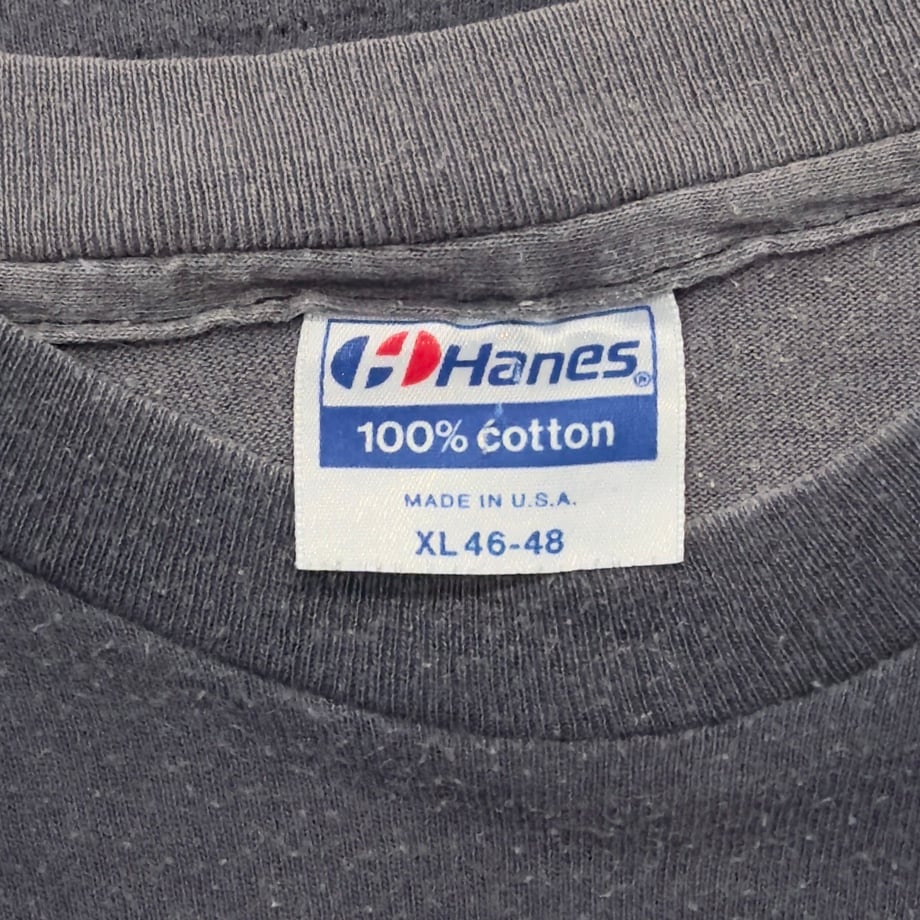 Hanes®
100% cotton
MADE IN U.S.A.
XL 46-48